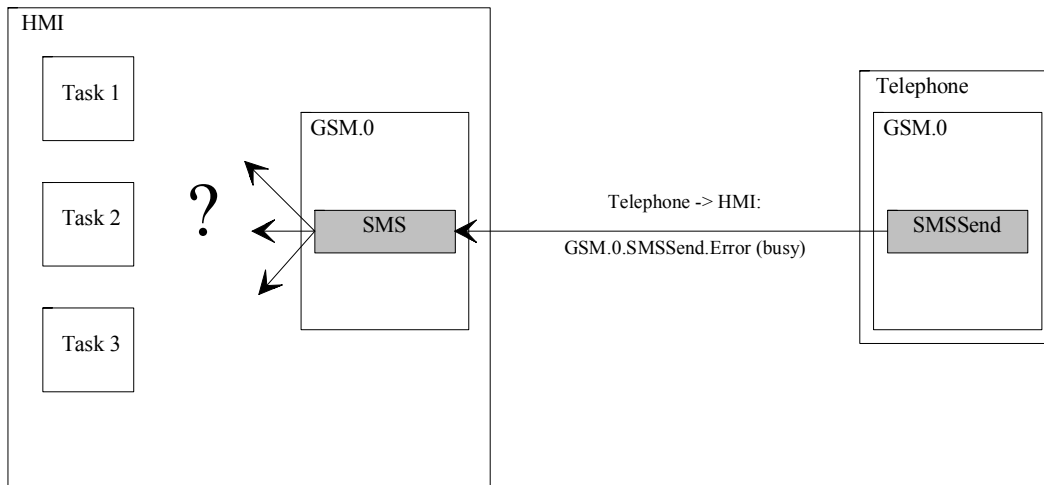 HMI
Task 1
Task 2
Task 3
?
GSM.0
SMS
Telephone -> HMI:
GSM.0.SMSSend.Error (busy)
Telephone
GSM.0
SMSSend